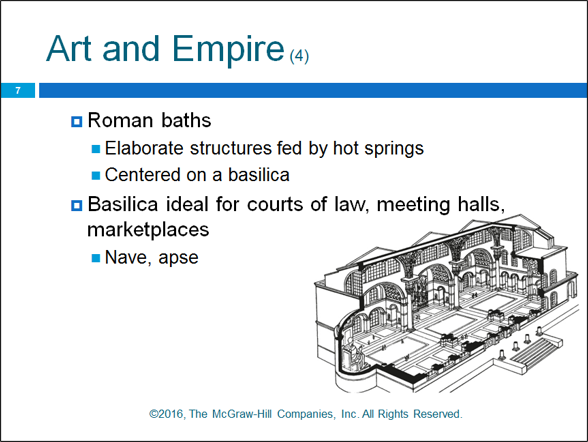 Art and Empire (4)
7
Roman baths
Elaborate structures fed by hot springs
Centered on a basilica
Basilica ideal for courts of law, meeting halls,
marketplaces
Nave, apse
©2016, The McGraw-Hill Companies, Inc. All Rights Reserved.